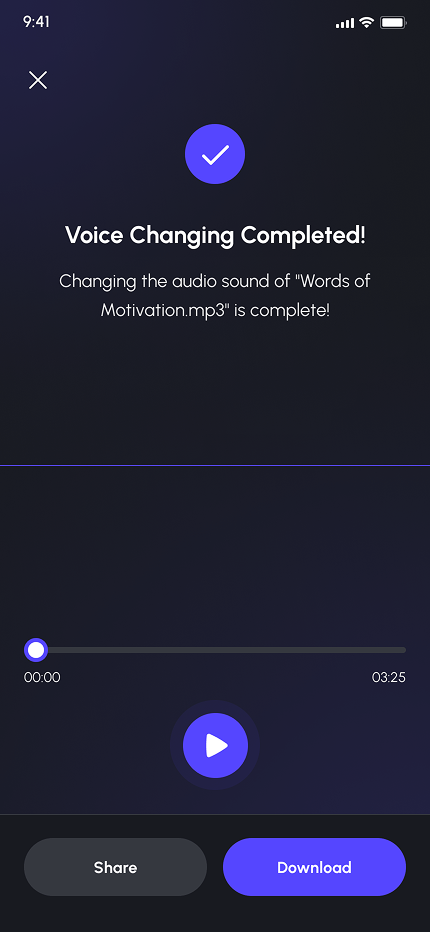 9:41
Voice Changing Completed!
Changing the audio sound of "Words of
Motivation.mp3" is complete!
00:00
03:25
Share
Download